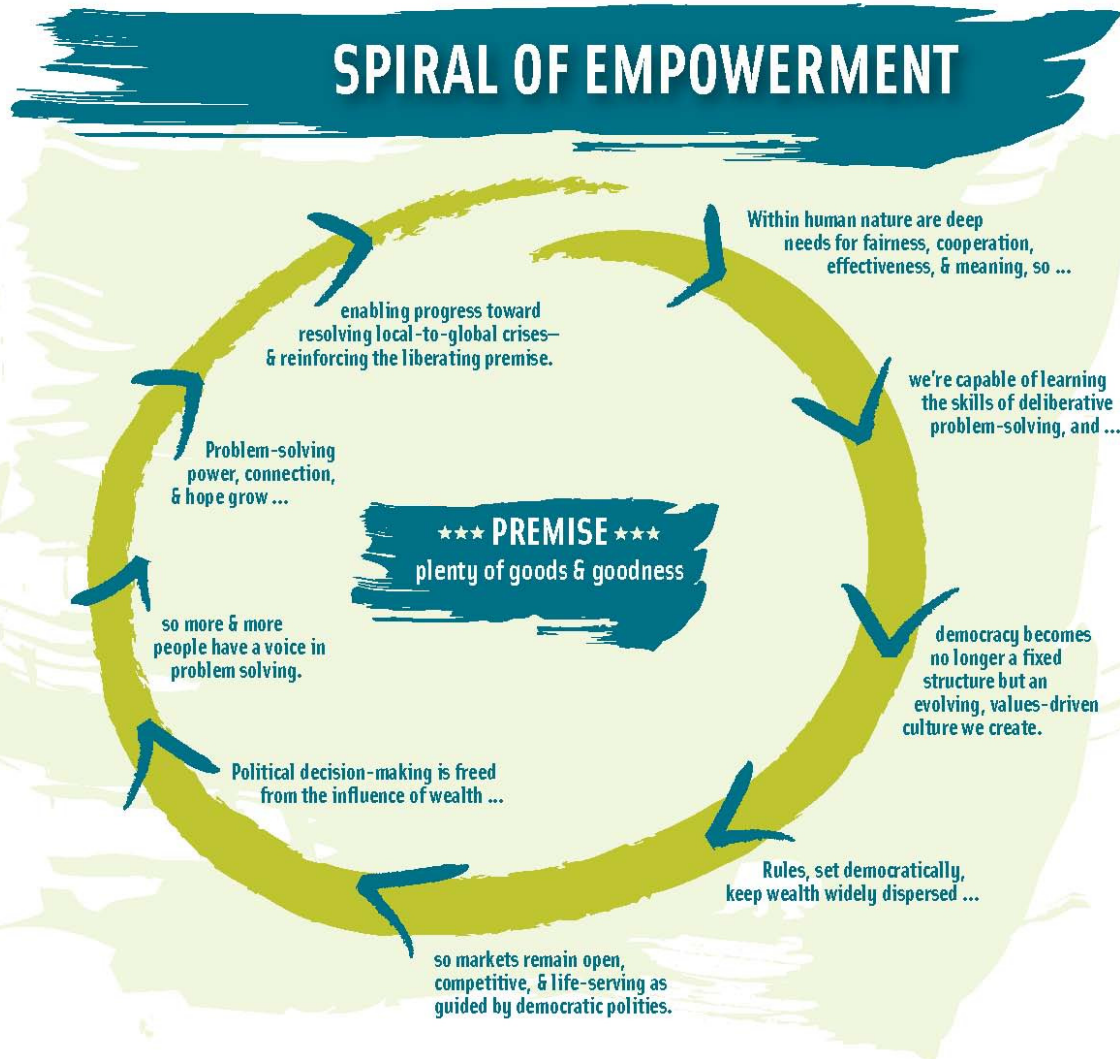 SPIRAL OF EMPOWERMENT
Within human nature are deep
needs for fairness, cooperation,
effectiveness, & meaning, so ...
we're capable of learning
the skills of deliberative
problem-solving, and ...
democracy becomes
no longer a fixed
structure but an
evolving, values-driven
culture we create.
Rules, set democratically,
keep wealth widely dispersed ...
so markets remain open,
competitive, & life-serving as
guided by democratic polities.
Political decision-making is freed
from the influence of wealth ...
so more & more
people have a voice in
problem solving.
Problem-solving
power, connection,
& hope grow ...
enabling progress toward
resolving local-to-global crises–
& reinforcing the liberating premise.
★★★ PREMISE ★★★
plenty of goods & goodness